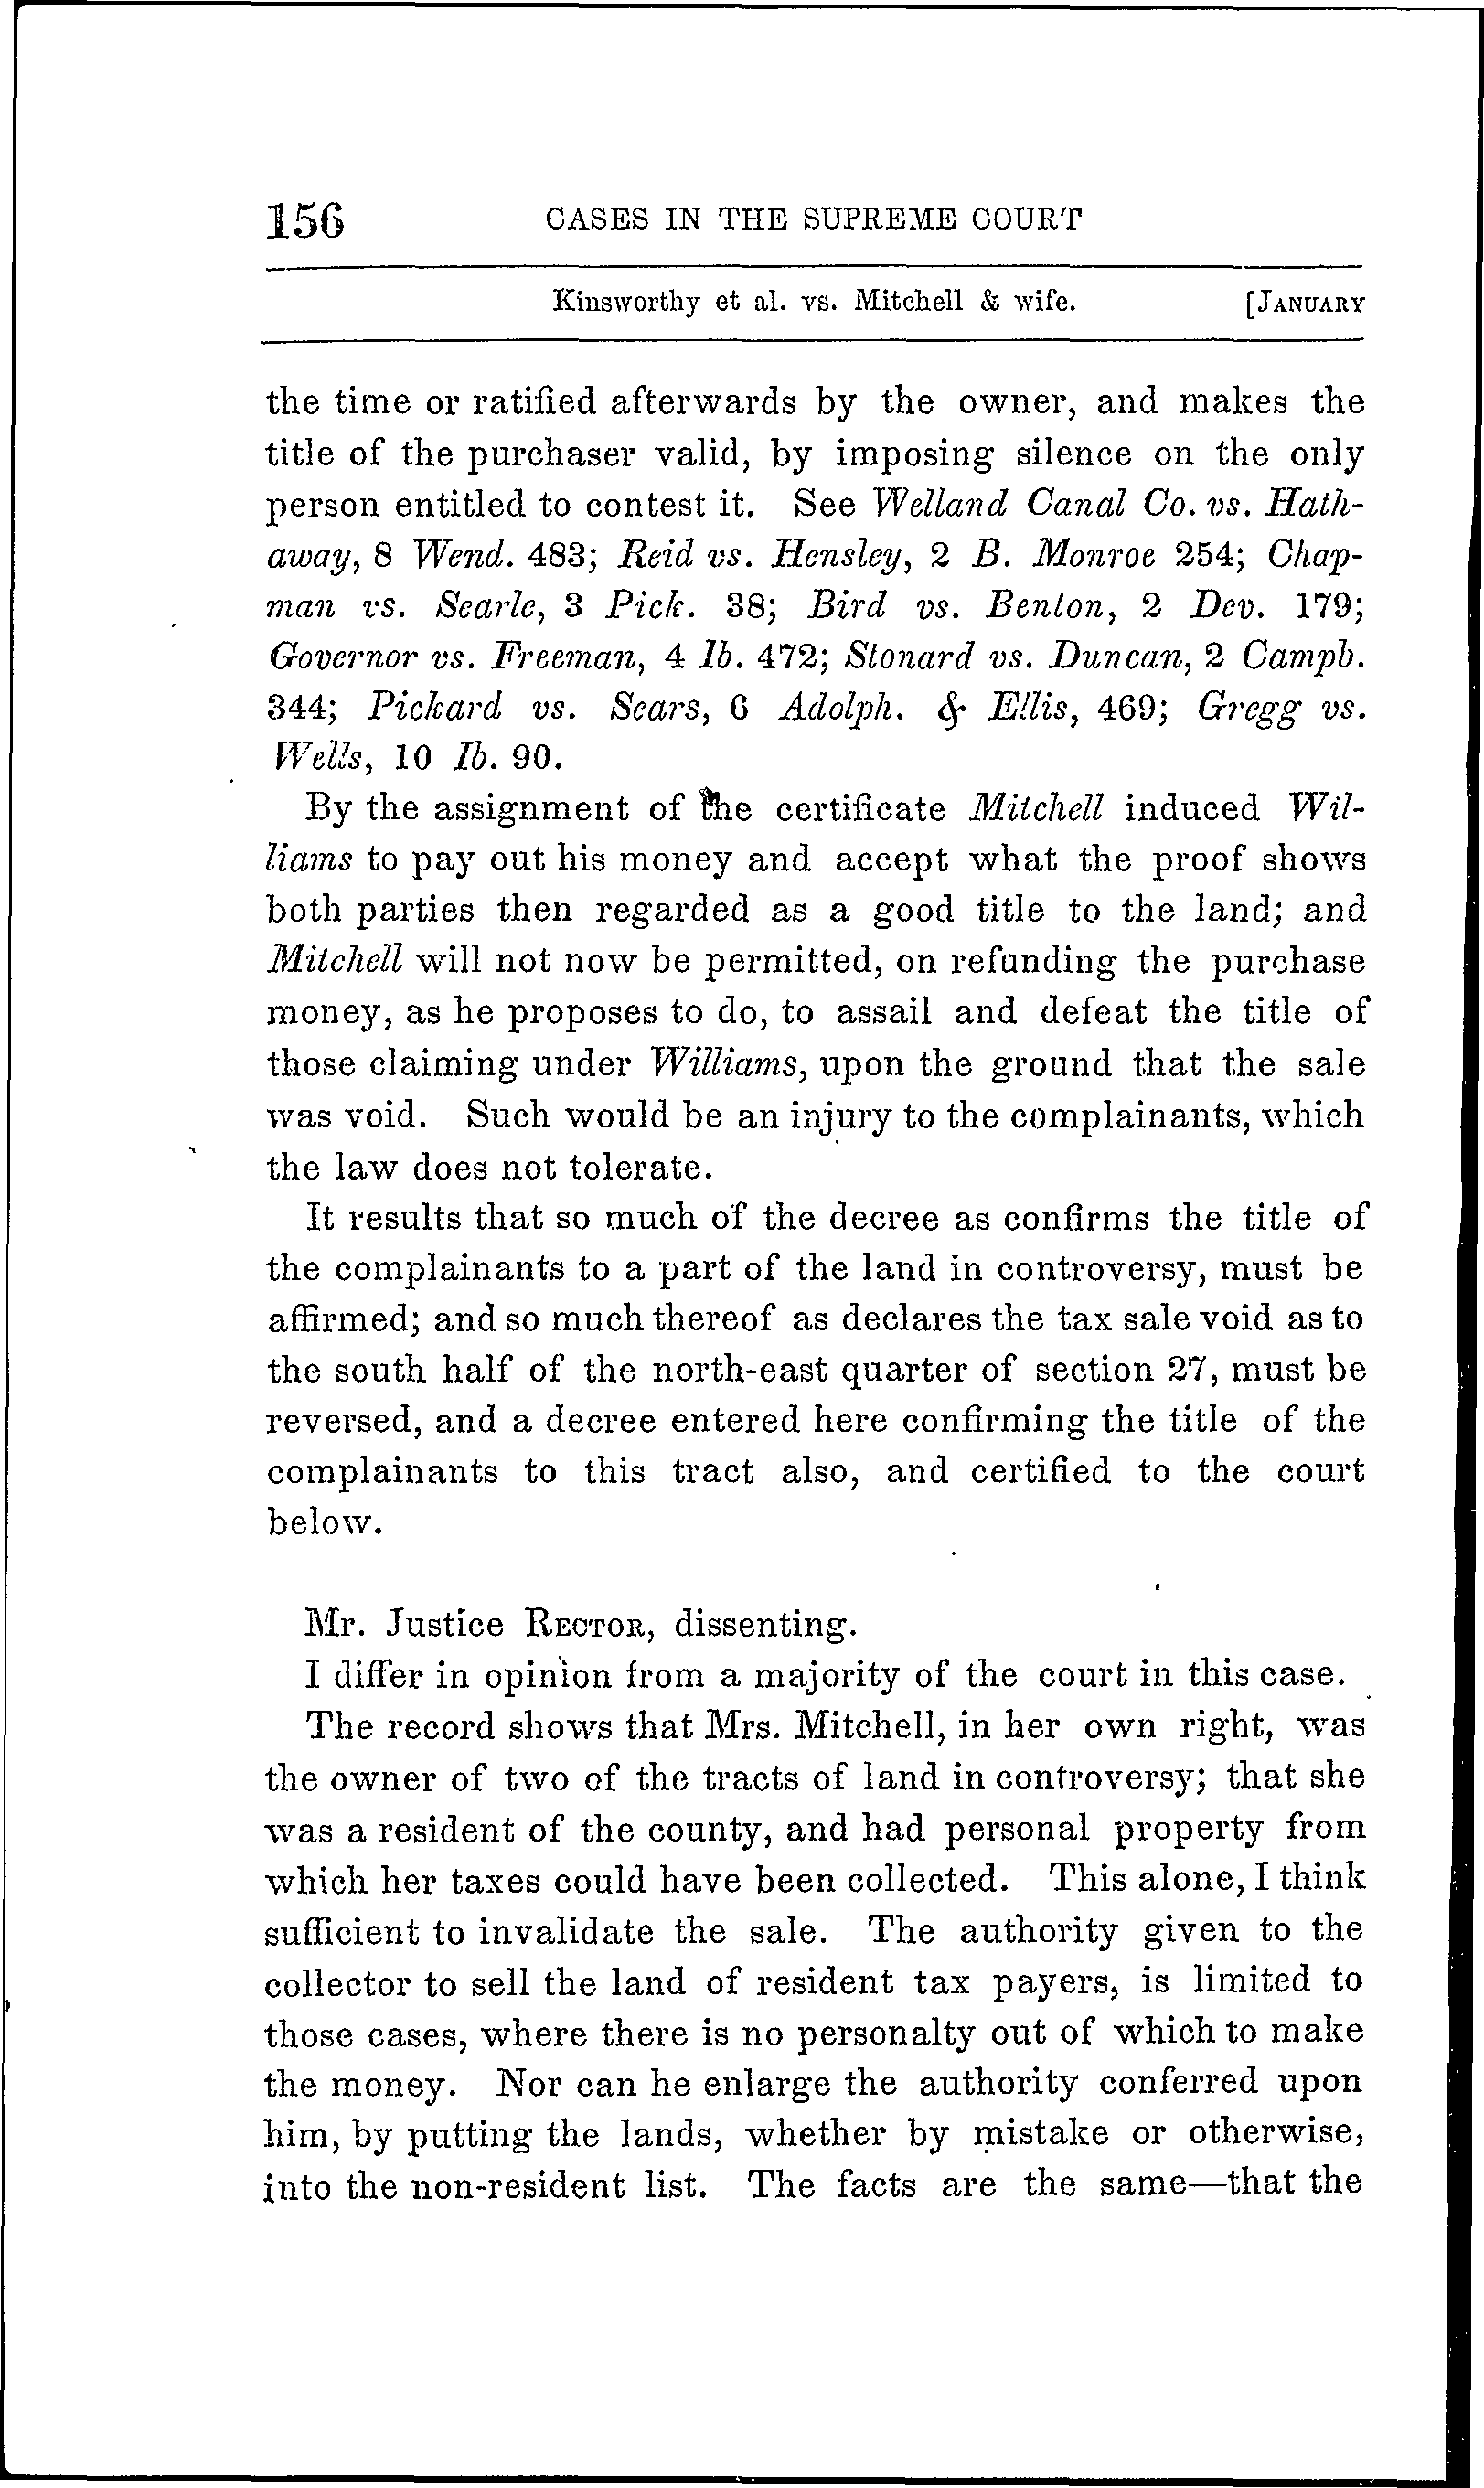 156 CASES IN THE SUPREME COURT
Kinsworthy et al. vs. Mitchell & wife. [JANUARY
the time or ratified afterwards by the owner, and makes the
title of the purchaser valid, by imposing silence on the only
person entitled to contest it. See Welland Canal Co. vs. Hath-
away, 8 Wend. 483; Reid vs. Hensley, 2 B. Monroe 254; Chap-
man vs. Searle, 3 Pick. 38; Bird vs. Benton, 2 Dev. 179;
Governor vs. Freeman, 4 Ib. 472; Stonard vs. Duncan, 2 Campb.
344; Pickard vs. Sears, 6 Adolph. & Ellis, 469; Gregg vs.
Wells, 10 Ib. 90.
By the assignment of the certificate Mitchell induced Wil-
liams to pay out his money and accept what the proof shows
both parties then regarded as a good title to the land; and
Mitchell will not now be permitted, on refunding the purchase
money, as he proposes to do, to assail and defeat the title of
those claiming under Williams, upon the ground that the sale
was void. Such would be an injury to the complainants, which
the law does not tolerate.
It results that so much of the decree as confirms the title of
the complainants to a part of the land in controversy, must be
affirmed; and so much thereof as declares the tax sale void as to
the south half of the north-east quarter of section 27, must be
reversed, and a decree entered here confirming the title of the
complainants to this tract also, and certified to the court
below.
Mr. Justice RECTOR, dissenting.
I differ in opinion from a majority of the court in this case.
The record shows that Mrs. Mitchell, in her own right, was
the owner of two of the tracts of land in controversy; that she
was a resident of the county, and had personal property from
which her taxes could have been collected. This alone, I think
sufficient to invalidate the sale. The authority given to the
collector to sell the land of resident tax payers, is limited to
those cases, where there is no personalty out of which to make
the money. Nor can he enlarge the authority conferred upon
him, by putting the lands, whether by mistake or otherwise,
into the non-resident list. The facts are the same—that the